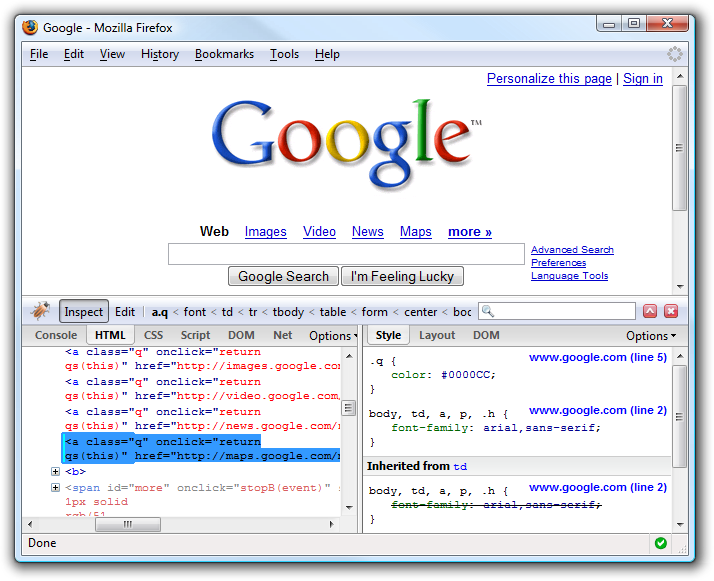 Google - Mozilla Firefox
File Edit View History Bookmarks Tools Help
Personalize this page | Sign in
Google™
Web Images Video News Maps more »
Advanced Search
Preferences
Language Tools
Google Search I'm Feeling Lucky
Inspect Edit a.q < font < td < tr < tbody < table < form < center < boc
Console HTML CSS Script DOM Net Options
<a class="q" onclick="return
qs(this)" href="http://images.google.co
<a class="q" onclick="return
qs(this)" href="http://video.google.com
<a class="q" onclick="return
qs(this)" href="http://news.google.com/
<a class="q" onclick="return
qs(this)" href="http://maps.google.com/
<b>
<span id="more" onclick="stopB(event)"
1px solid
rgb(51
Style Layout DOM Options
.q { www.google.com (line 5)
color: #0000CC;
}
body, td, a, p, .h { www.google.com (line 2)
font-family: arial,sans-serif;
}
Inherited from td
body, td, a, p, .h { www.google.com (line 2)
font-family: arial,sans-serif;
}
Done